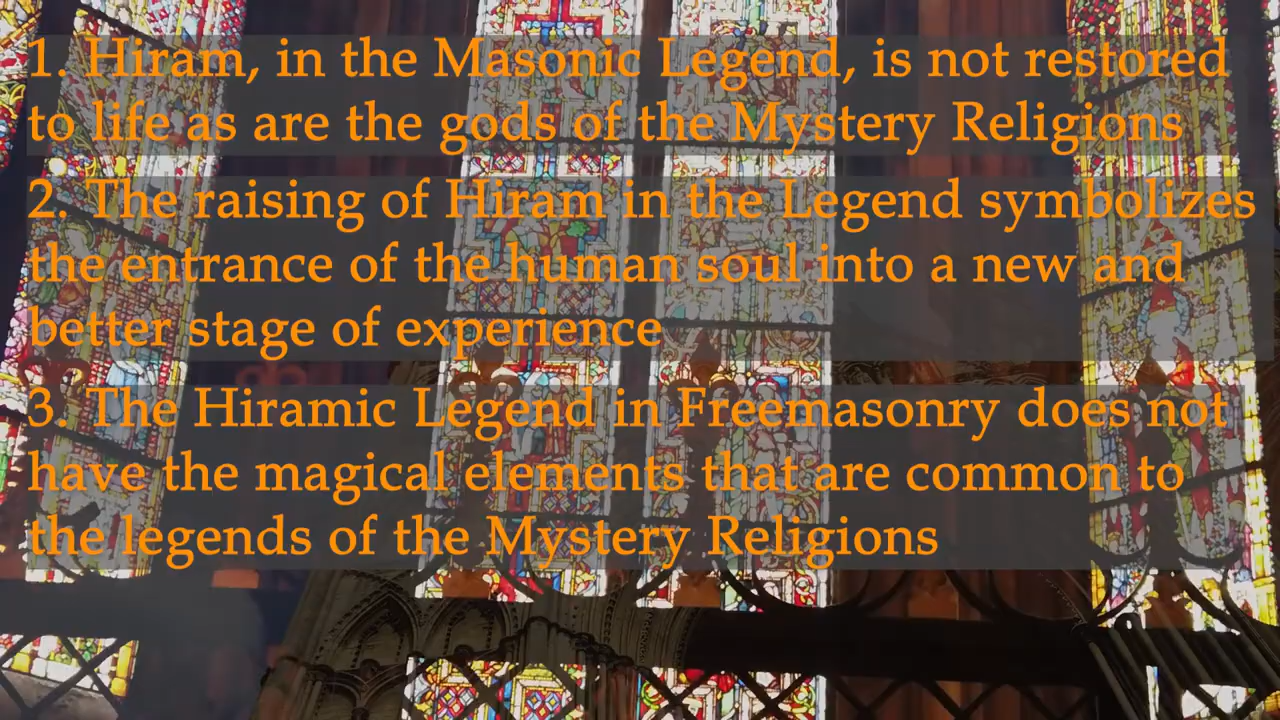 1. Hiram, in the Masonic Legend, is not restored
to life as are the gods of the Mystery Religions
2. The raising of Hiram in the Legend symbolizes
the entrance of the human soul into a new and
better stage of experience
3. The Hiramic Legend in Freemasonry does not
have the magical elements that are common to
the legends of the Mystery Religions